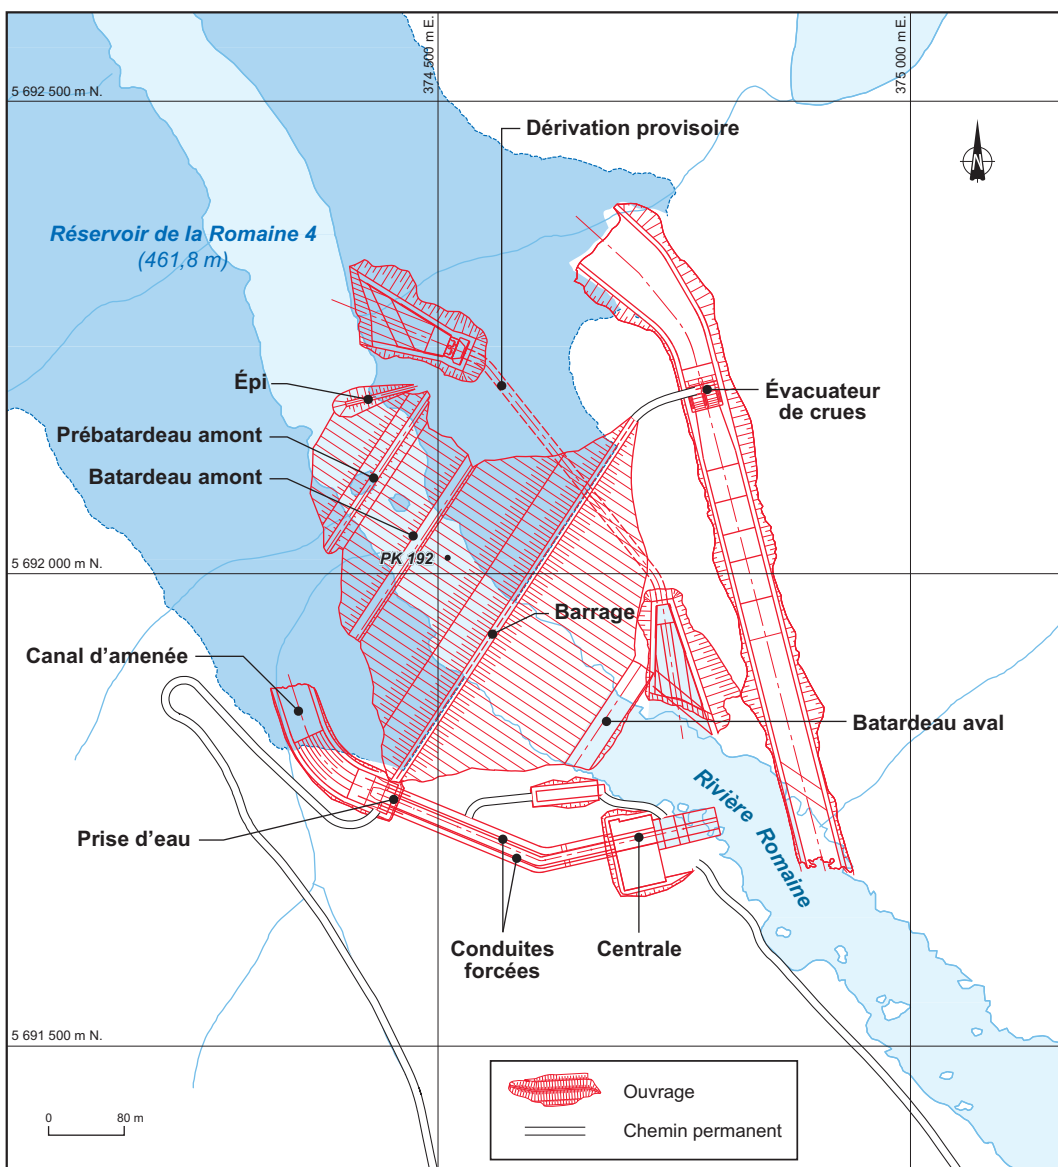 374 500 m E.
375 000 m E.
5 692 500 m N.
Dérivation provisoire
Réservoir de la Romaine 4
(461,8 m)
Épi
Évacuateur
de crues
Prébatardeau amont
Batardeau amont
PK 192
5 692 000 m N.
Barrage
Canal d'amenée
Batardeau aval
Rivière Romaine
Prise d'eau
Conduites
forcées
Centrale
5 691 500 m N.
Ouvrage
Chemin permanent
0 80 m